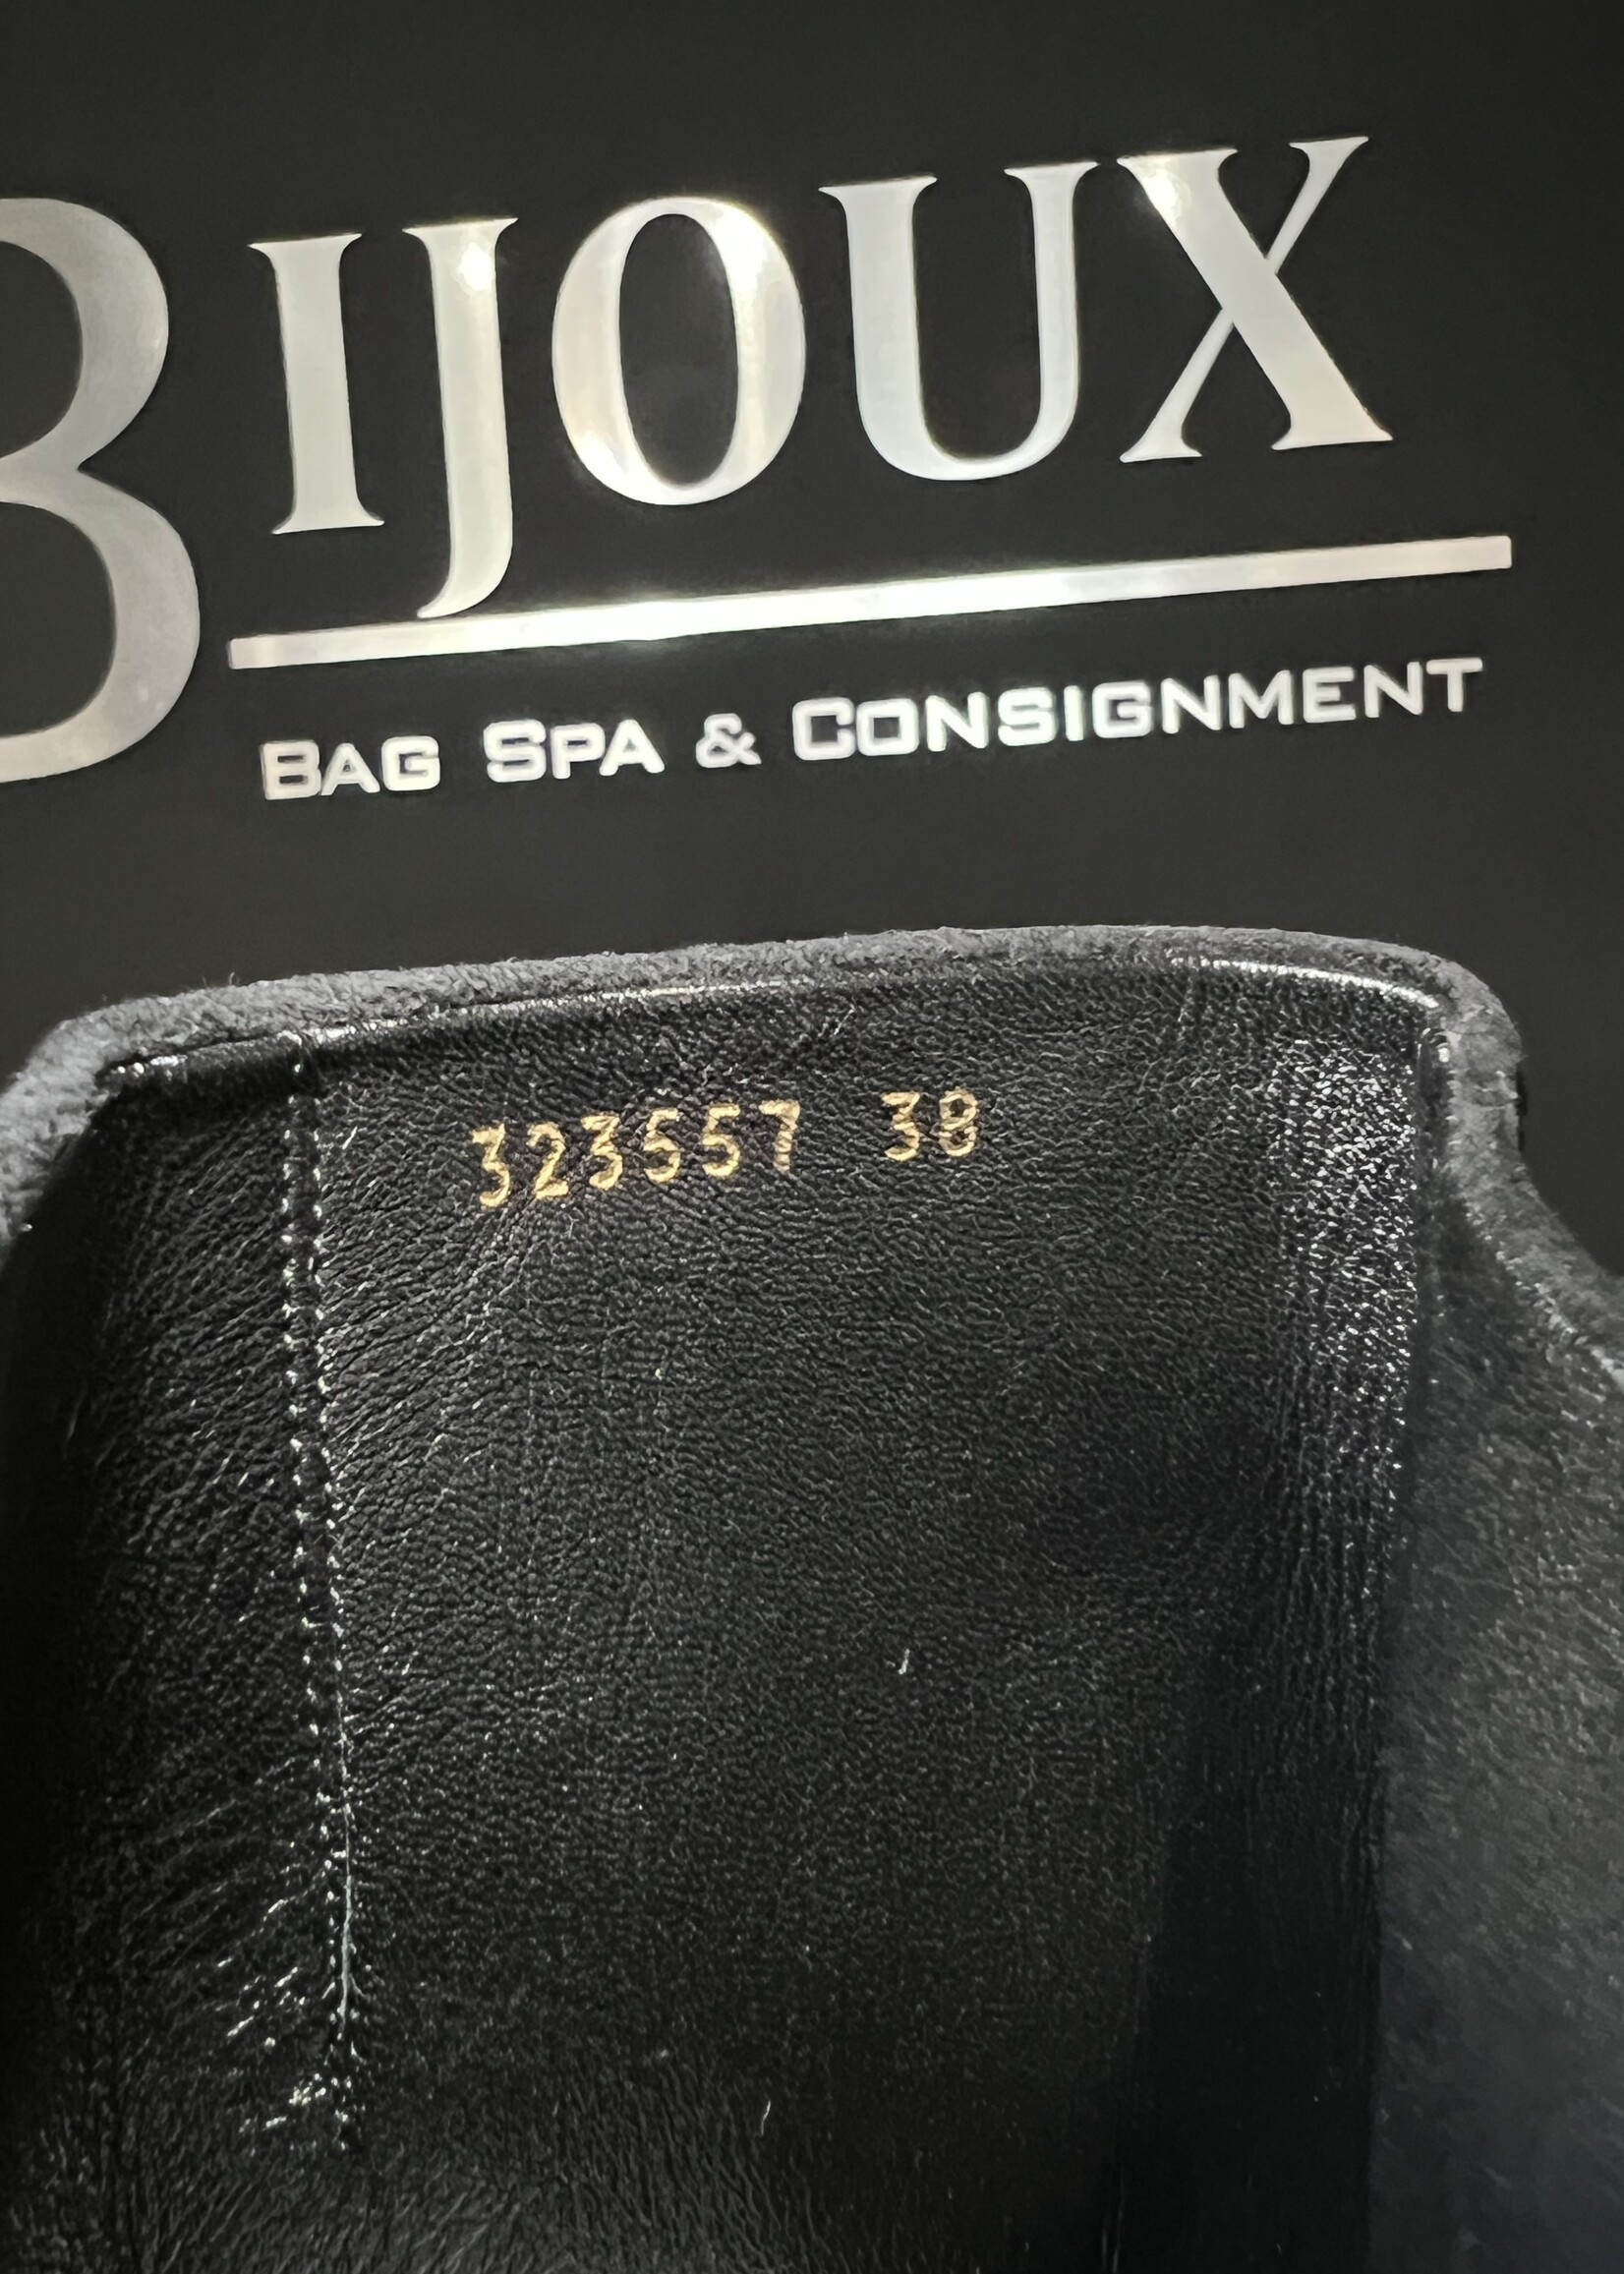 BIJOUX
BAG SPA & CONSIGNMENT
323557 38